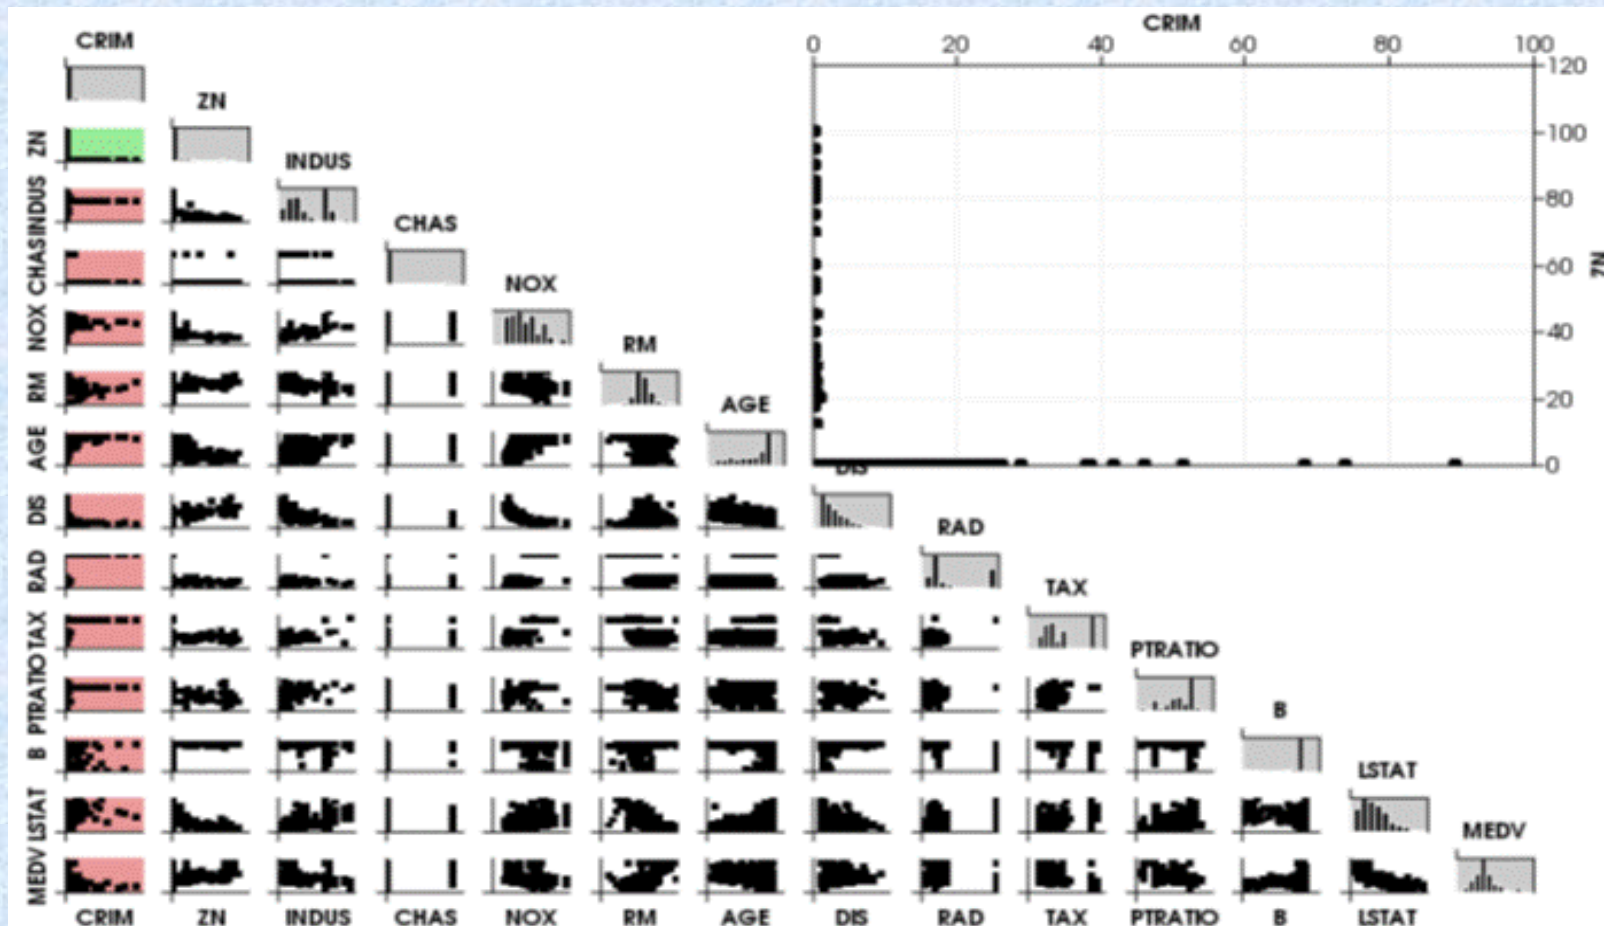 CRIM
CRIM
0 20 40 60 80 100
120
ZN
100
ZN
INDUS
80
INDUS
CHAS
60
ZN
CHAS
NOX
40
NOX
RM
20
RM
AGE
0
AGE
DIS
DIS
RAD
RAD
TAX
TAX
PTRATIO
PTRATIO
B
B
LSTAT
LSTAT
MEDV
MEDV
CRIM ZN INDUS CHAS NOX RM AGE DIS RAD TAX PTRATIO B LSTAT